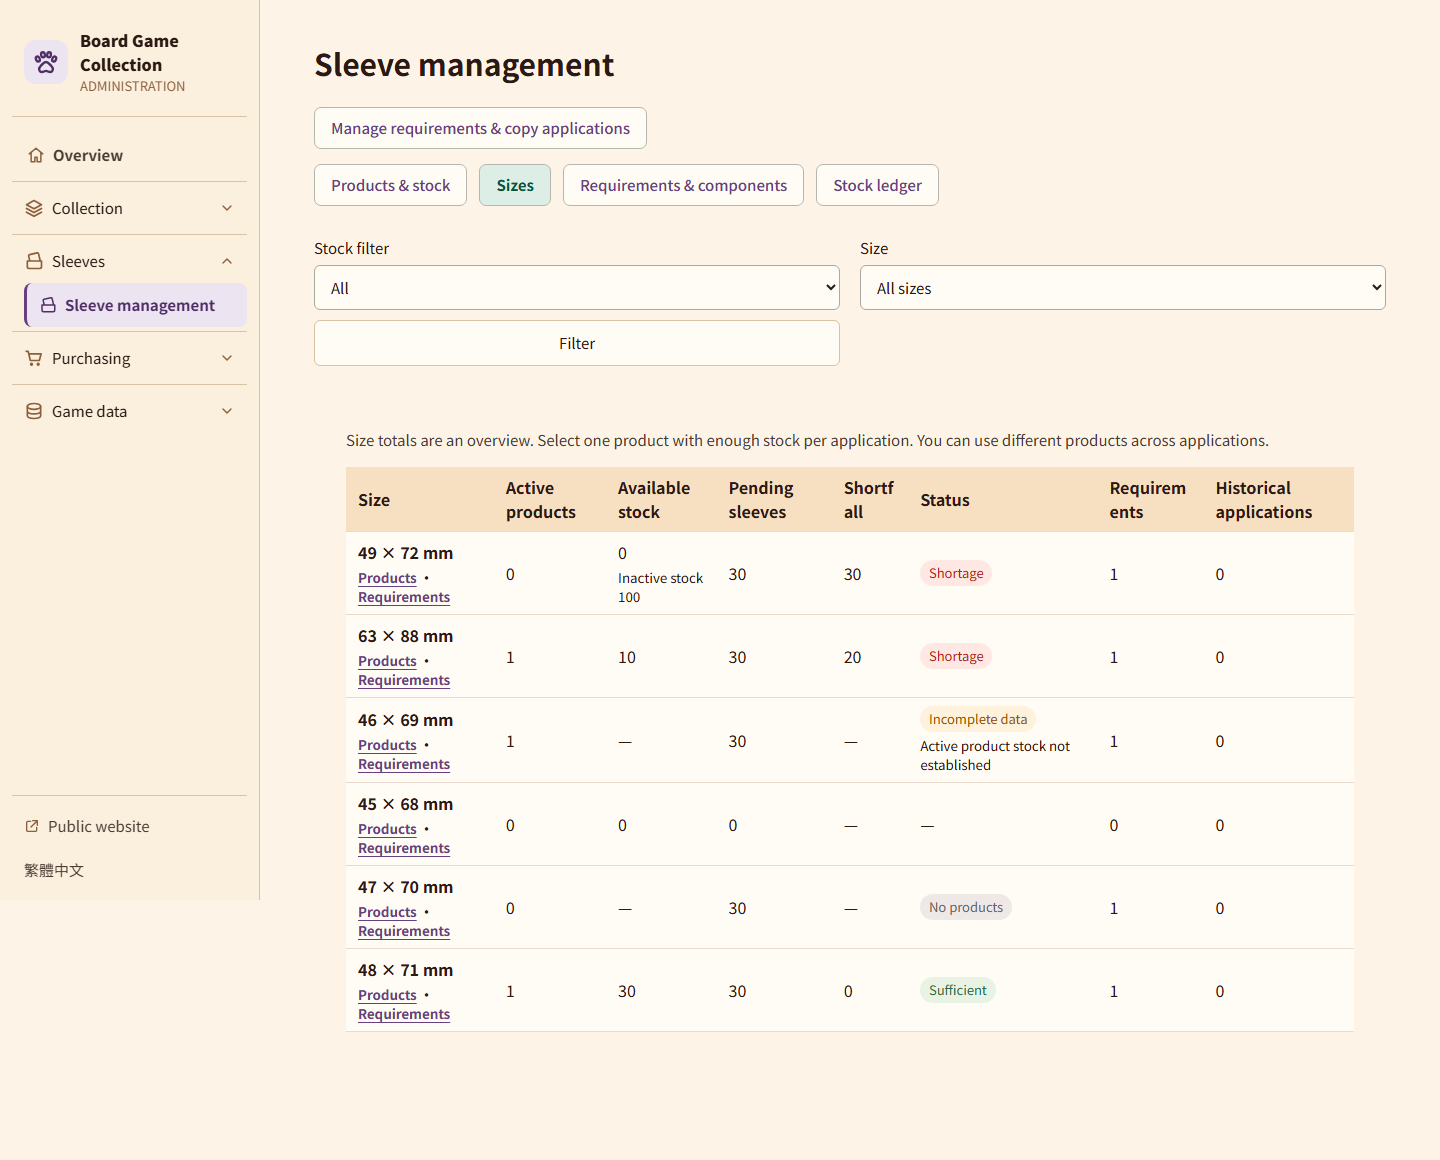 Board Game
Collection
ADMINISTRATION
Overview
Collection
Sleeves
Sleeve management
Purchasing
Game data
Public website
繁體中文
Sleeve management
Manage requirements & copy applications
Products & stock Sizes Requirements & components Stock ledger
Stock filter Size
All All sizes
Filter
Size totals are an overview. Select one product with enough stock per application. You can use different products across applications.
Size Active products Available stock Pending sleeves Shortf all Status Requirem ents Historical applications
49 × 72 mm
Products •
Requirements
0
0
Inactive stock
100
30
30
Shortage
1
0
63 × 88 mm
Products •
Requirements
1
10
30
20
Shortage
1
0
46 × 69 mm
Products •
Requirements
1
—
30
—
Incomplete data
Active product stock not
established
1
0
45 × 68 mm
Products •
Requirements
0
0
0
—
—
0
0
47 × 70 mm
Products •
Requirements
0
—
30
—
No products
1
0
48 × 71 mm
Products •
Requirements
1
30
30
0
Sufficient
1
0